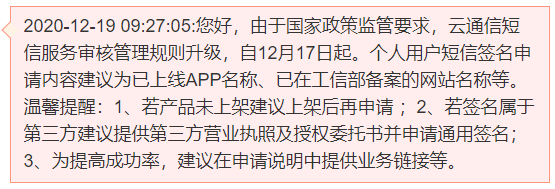 2020-12-19 09:27:05:您好，由于国家政策监管要求，云通信短
信服务审核管理规则升级，自12月17日起。个人用户短信签名申
请内容建议为已上线APP名称、已在工信部备案的网站名称等。
温馨提醒：1、若产品未上架建议上架后再申请 ；2、若签名属于
第三方建议提供第三方营业执照及授权委托书并申请通用签名；
3、为提高成功率，建议在申请说明中提供业务链接等。